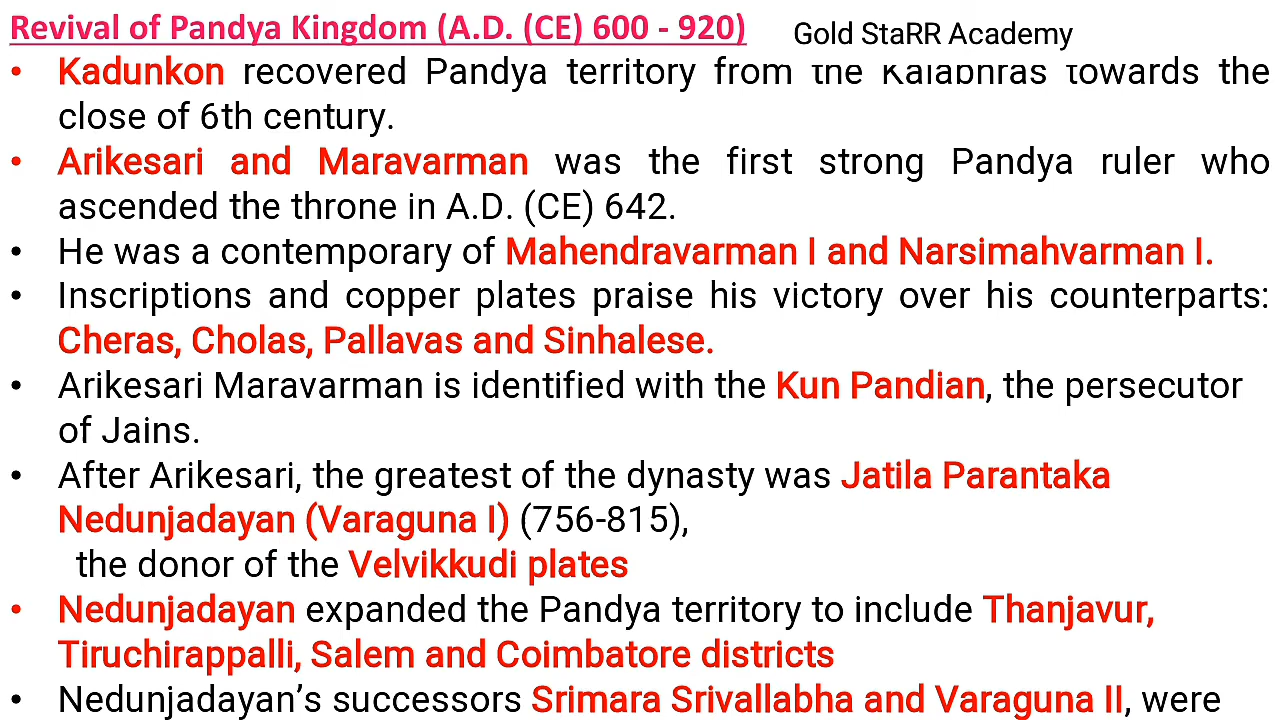 Revival of Pandya Kingdom (A.D. (CE) 600 - 920)
Gold StaRR Academy
• Kadunkon recovered Pandya territory from the Kalabhras towards the
close of 6th century.
• Arikesari and Maravarman was the first strong Pandya ruler who
ascended the throne in A.D. (CE) 642.
• He was a contemporary of Mahendravarman I and Narsimahvarman I.
• Inscriptions and copper plates praise his victory over his counterparts:
Cheras, Cholas, Pallavas and Sinhalese.
• Arikesari Maravarman is identified with the Kun Pandian, the persecutor
of Jains.
• After Arikesari, the greatest of the dynasty was Jatila Parantaka
Nedunjadayan (Varaguna I) (756-815),
the donor of the Velvikkudi plates
• Nedunjadayan expanded the Pandya territory to include Thanjavur,
Tiruchirappalli, Salem and Coimbatore districts
• Nedunjadayan’s successors Srimara Srivallabha and Varaguna II, were